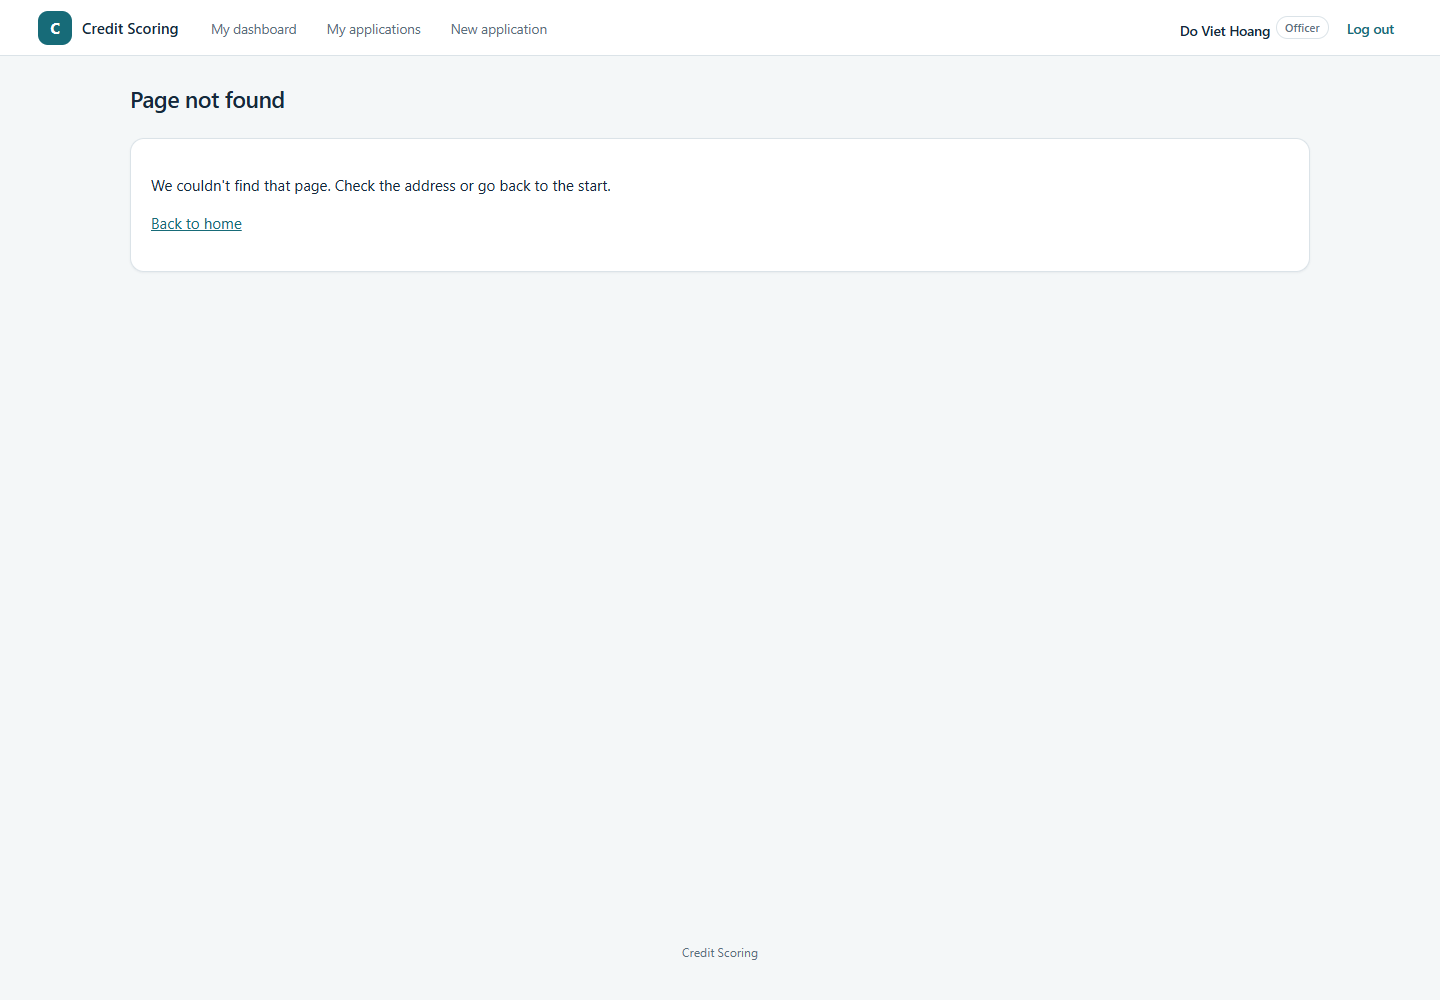 C Credit Scoring My dashboard My applications New application Do Viet Hoang Officer Log out
Page not found
We couldn't find that page. Check the address or go back to the start.
Back to home
Credit Scoring